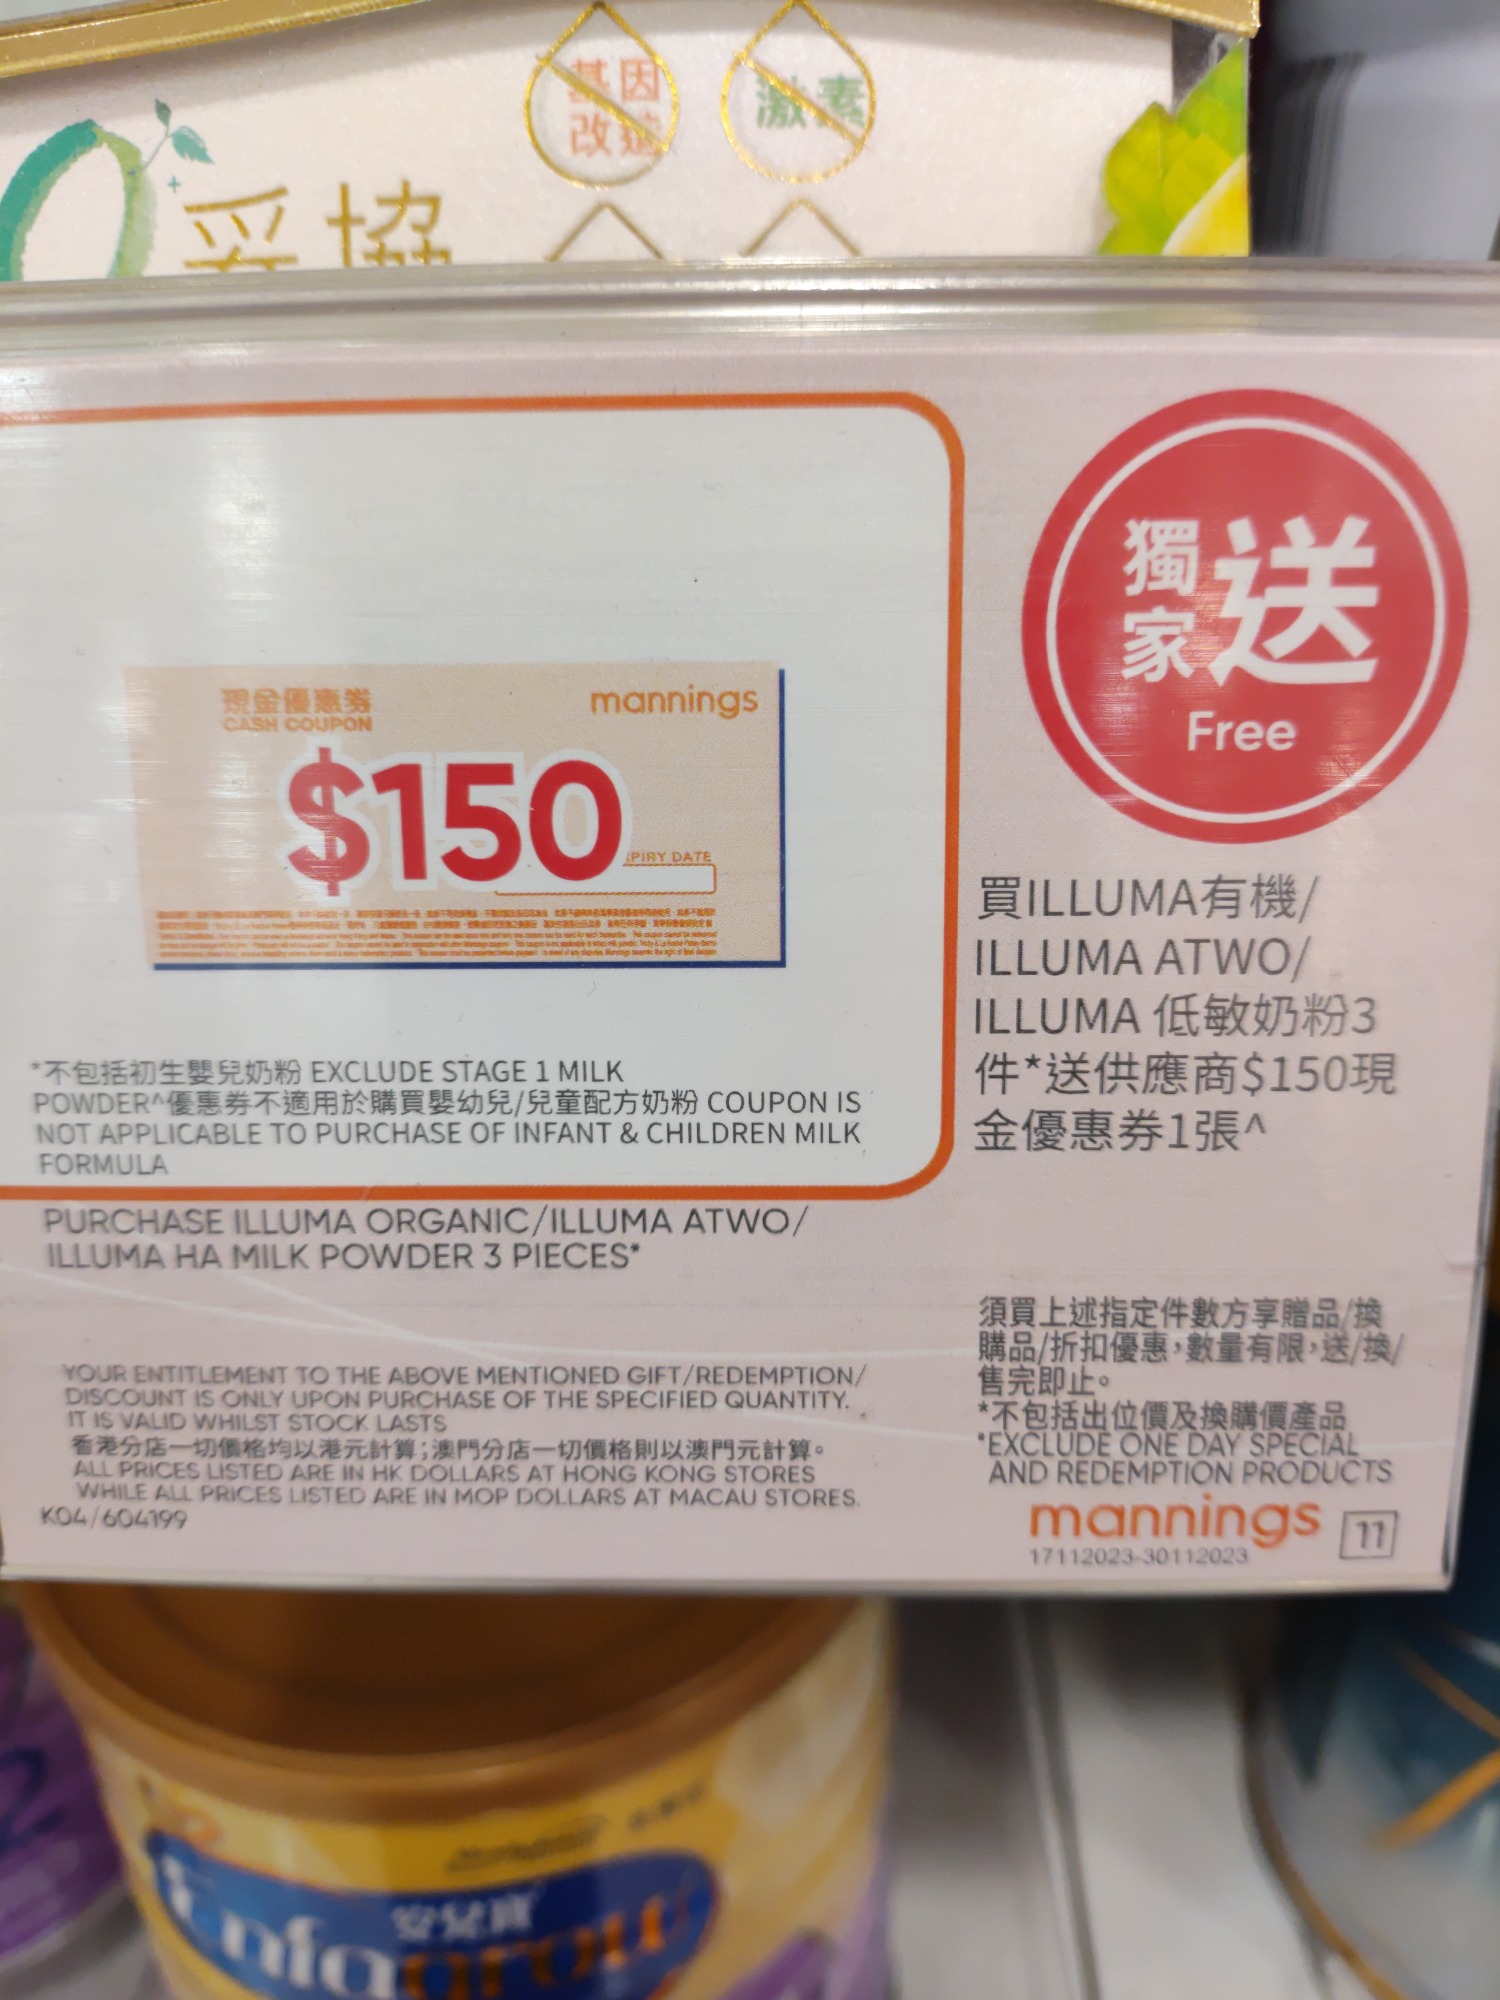 基因
改造
激素
妥協
獨家
送
Free
現金優惠券
CASH COUPON
mannings
$150
PIRY DATE
*不包括初生嬰兒奶粉 EXCLUDE STAGE 1 MILK
POWDER^優惠券不適用於購買嬰幼兒/兒童配方奶粉 COUPON IS
NOT APPLICABLE TO PURCHASE OF INFANT & CHILDREN MILK
FORMULA
買ILLUMA有機/
ILLUMA ATWO/
ILLUMA 低敏奶粉3
件*送供應商$150現
金優惠券1張^
PURCHASE ILLUMA ORGANIC/ILLUMA ATWO/
ILLUMA HA MILK POWDER 3 PIECES*
YOUR ENTITLEMENT TO THE ABOVE MENTIONED GIFT/REDEMPTION/
DISCOUNT IS ONLY UPON PURCHASE OF THE SPECIFIED QUANTITY.
IT IS VALID WHILST STOCK LASTS
香港分店一切價格均以港元計算;澳門分店一切價格則以澳門元計算。
ALL PRICES LISTED ARE IN HK DOLLARS AT HONG KONG STORES
WHILE ALL PRICES LISTED ARE IN MOP DOLLARS AT MACAU STORES.
K04/604199
須買上述指定件數方享贈品/換
購品/折扣優惠,數量有限,送/換/
售完即止。
*不包括出位價及換購價產品
*EXCLUDE ONE DAY SPECIAL
AND REDEMPTION PRODUCTS
mannings 11
17112023-30112023
2
安兒寶
Enfagrow